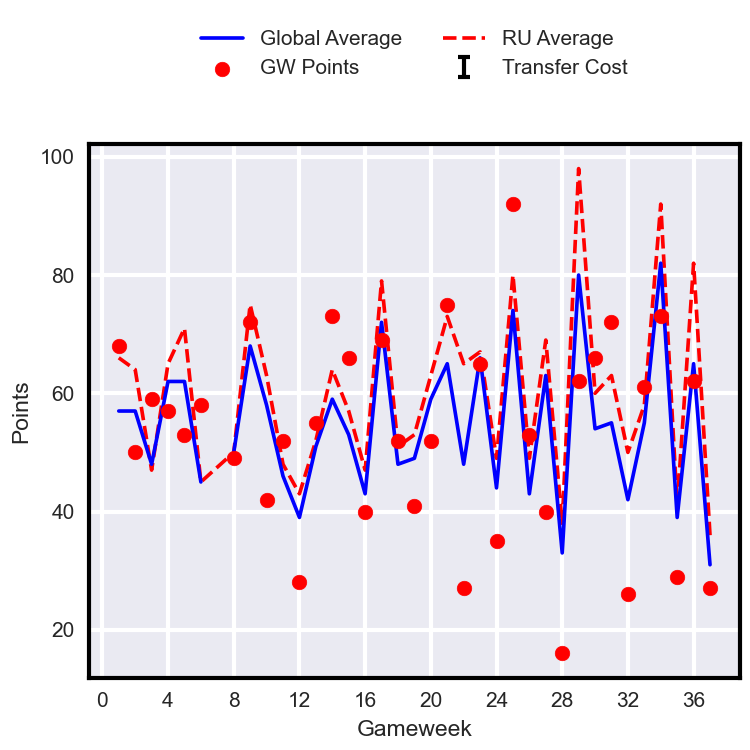 Global Average
RU Average
GW Points
Transfer Cost
100
80
60
40
20
Points
0 4 8 12 16 20 24 28 32 36
Gameweek